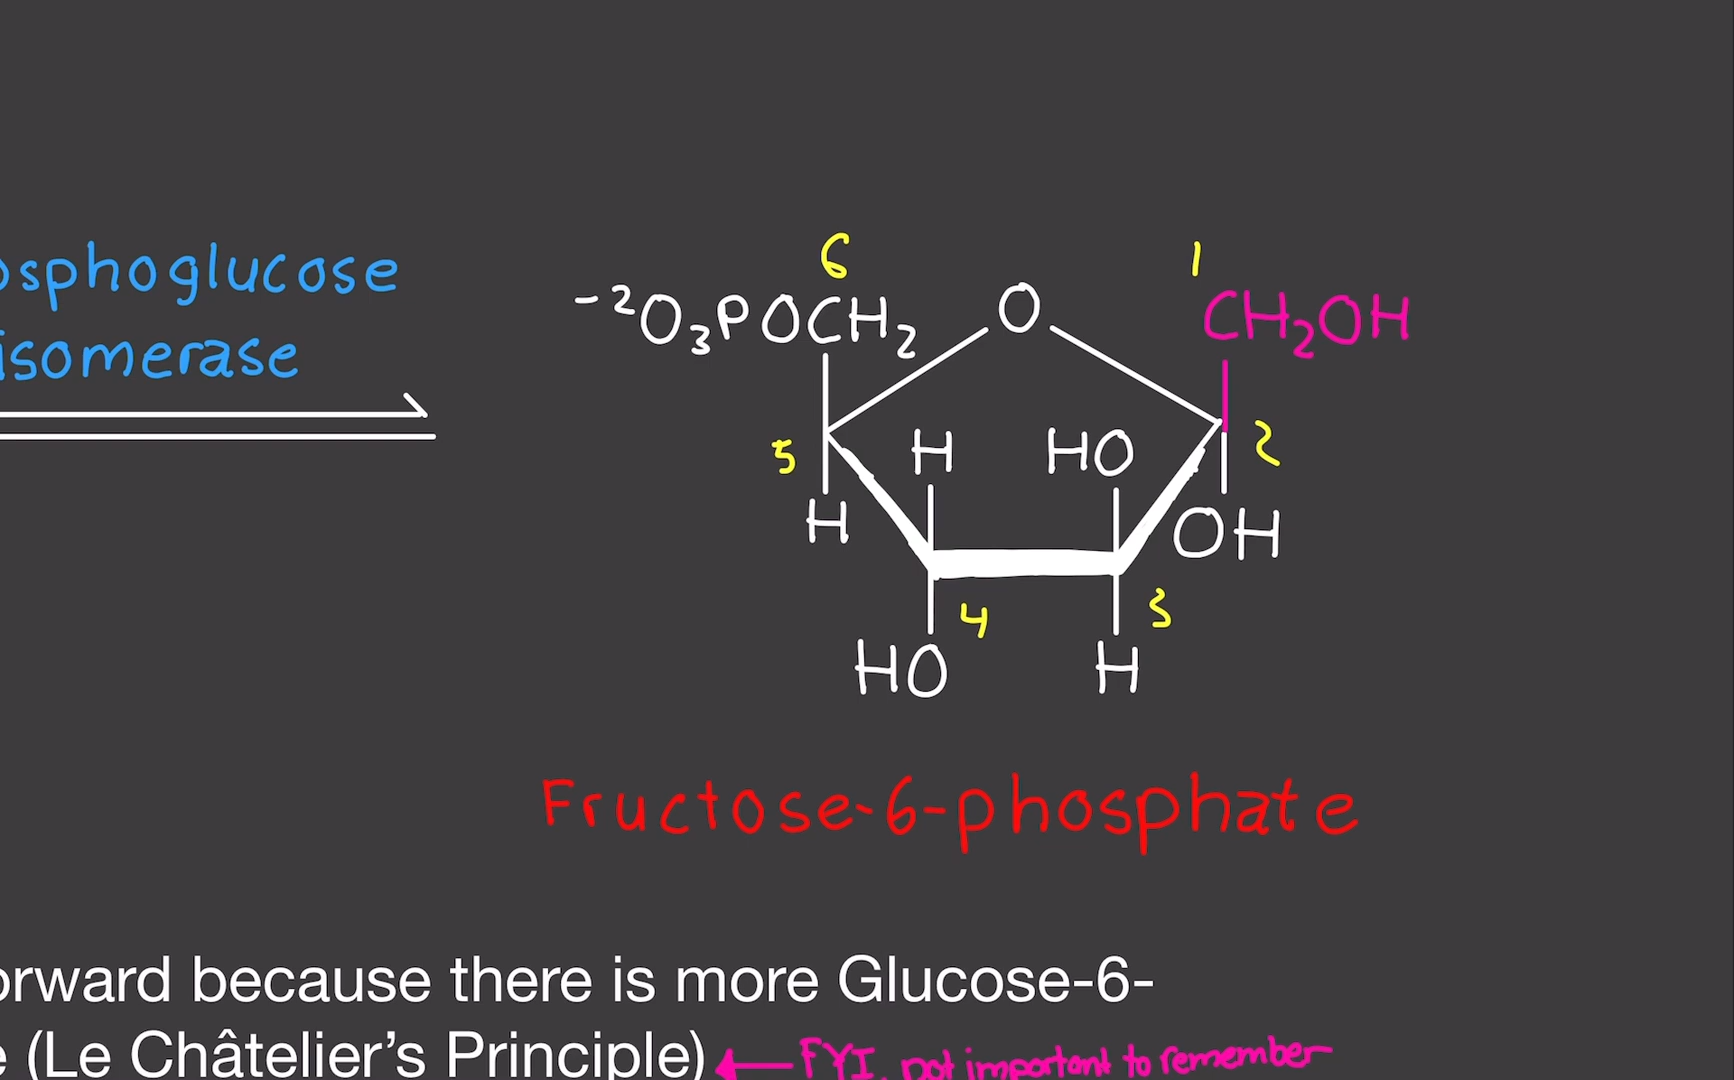 osphoglucose
isomerase
6
1
⁻²O₃POCH₂
O
CH₂OH
5
H
HO
2
H
OH
4
3
HO
H
Fructose-6-phosphate
orward because there is more Glucose-6-
e (Le Châtelier’s Principle) ← FYI, not important to remember